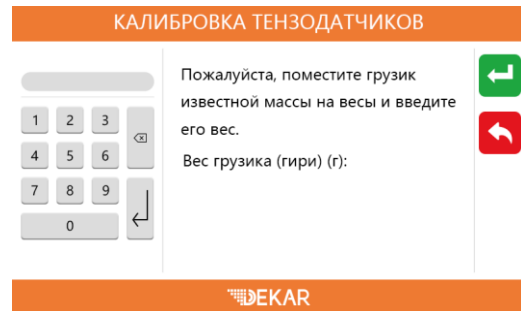 КАЛИБРОВКА ТЕНЗОДАТЧИКОВ
Пожалуйста, поместите грузик
известной массы на весы и введите
его вес.
Вес грузика (гири) (г):
1 2 3
4 5 6
7 8 9
0
DEKAR